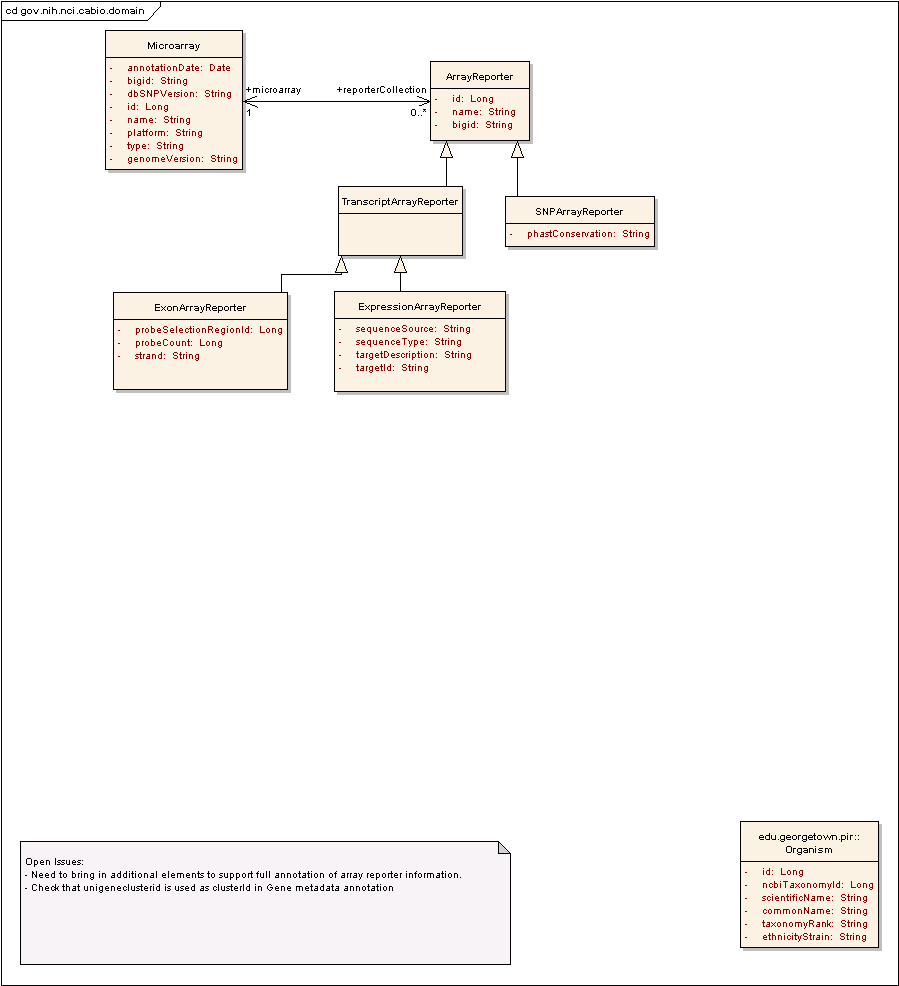 cd gov.nih.nci.cabio.domain
Microarray
- annotationDate: Date
- bigid: String
- dbSNPVersion: String
- id: Long
- name: String
- platform: String
- type: String
- genomeVersion: String
+microarray
1
+reporterCollection
0..*
ArrayReporter
- id: Long
- name: String
- bigid: String
TranscriptArrayReporter
SNPArrayReporter
- phastConservation: String
ExonArrayReporter
- probeSelectionRegionId: Long
- probeCount: Long
- strand: String
ExpressionArrayReporter
- sequenceSource: String
- sequenceType: String
- targetDescription: String
- targetId: String
Open Issues:
- Need to bring in additional elements to support full annotation of array reporter information.
- Check that unigeneclusterid is used as clusterId in Gene metadata annotation
edu.georgetown.pir::
Organism
- id: Long
- ncbiTaxonomyId: Long
- scientificName: String
- commonName: String
- taxonomyRank: String
- ethnicityStrain: String